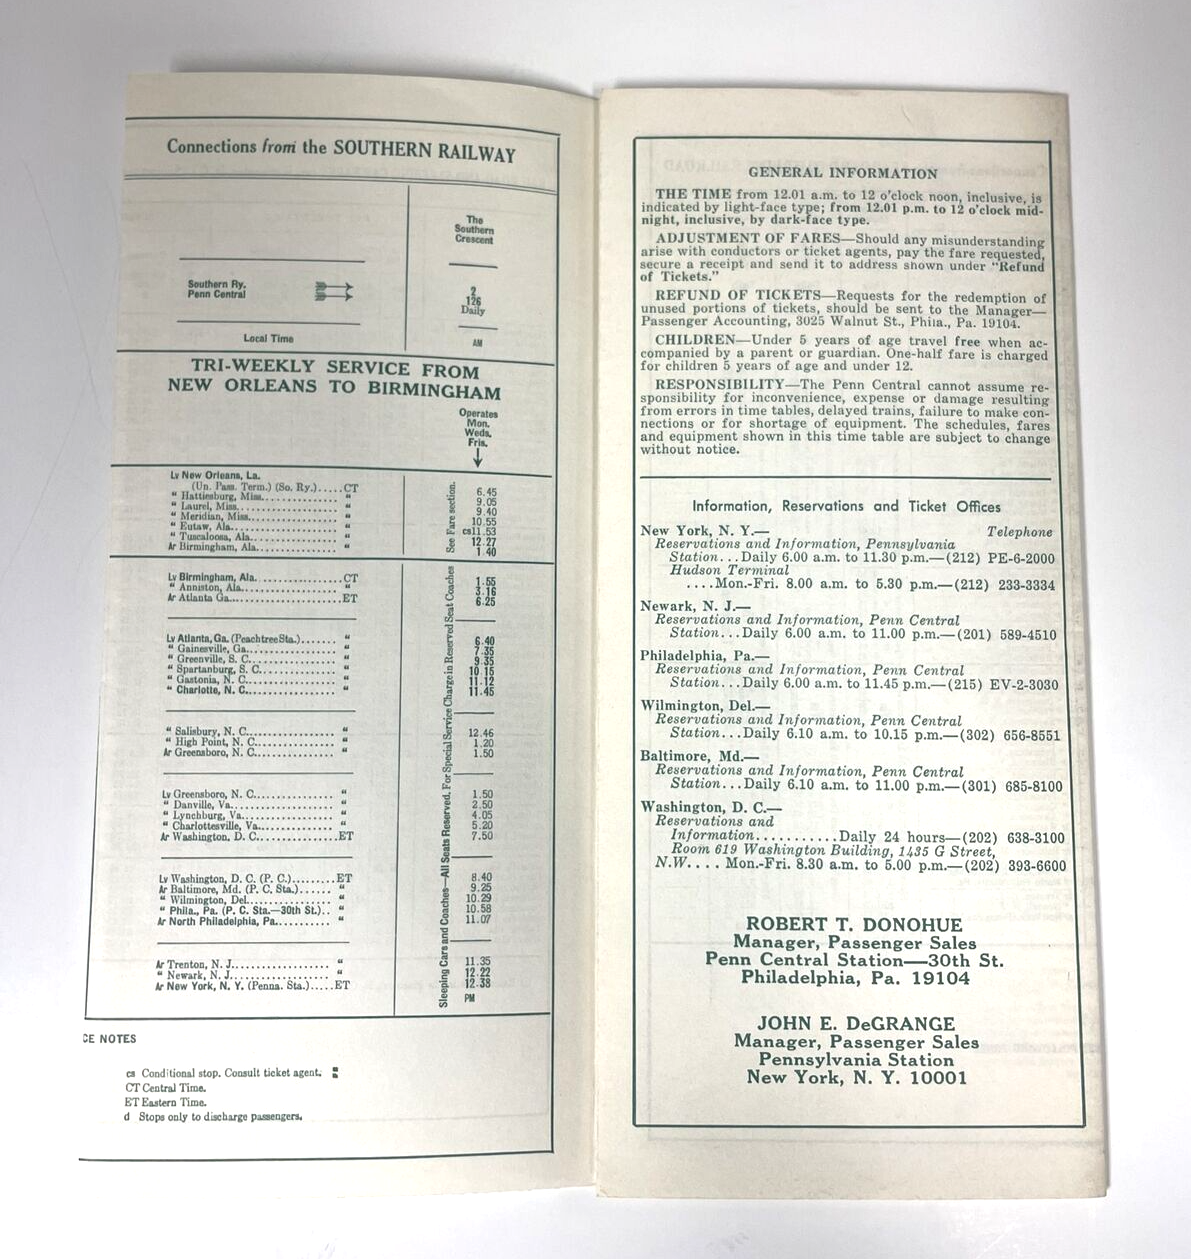 Connections from the SOUTHERN RAILWAY
The
Southern
Crescent
Southern Ry.
Penn Central
2
126
Daily
Local Time
AM
TRI-WEEKLY SERVICE FROM
NEW ORLEANS TO BIRMINGHAM
Operates
Mon.
Weds.
Fris.
Lv New Orleans, La.
(Un. Pass. Term.) (So. Ry.).....CT 6.45
" Hattiesburg, Miss................. " 9.05
" Laurel, Miss...................... " 9.40
" Meridian, Miss.................... " 10.55
" Eutaw, Ala........................ " cs11.53
" Tuscaloosa, Ala................... " 12.27
Ar Birmingham, Ala.................. " 1.40
See Fare section.
Lv Birmingham, Ala..................CT 1.55
" Anniston, Ala..................... " 3.16
Ar Atlanta Ga.......................ET 6.25
Lv Atlanta, Ga. (Peachtree Sta.)....... " 6.40
" Gainesville, Ga................... " 7.35
" Greenville, S. C.................. " 9.35
" Spartanburg, S. C................. " 10.15
" Gastonia, N. C.................... " 11.12
" Charlotte, N. C................... " 11.45
" Salisbury, N. C................... " 12.46
" High Point, N. C.................. " 1.20
Ar Greensboro, N. C................. " 1.50
Lv Greensboro, N. C................. " 1.50
" Danville, Va...................... " 2.50
" Lynchburg, Va..................... " 4.05
" Charlottesville, Va............... " 5.20
Ar Washington, D. C.................ET 7.50
Lv Washington, D. C. (P. C.).........ET 8.40
Ar Baltimore, Md. (P. C. Sta.)...... " 9.25
" Wilmington, Del................... " 10.29
" Phila., Pa. (P. C. Sta.—30th St.).. " 10.58
Ar North Philadelphia, Pa........... " 11.07
Ar Trenton, N. J.................... " 11.35
" Newark, N. J...................... " 12.22
Ar New York, N. Y. (Penna. Sta.).....ET 12.38
PM
Sleeping Cars and Coaches—All Seats Reserved. For Special Service Charge in Reserved Seat Coaches
CE NOTES
cs Conditional stop. Consult ticket agent.
CT Central Time.
ET Eastern Time.
d Stops only to discharge passengers.
GENERAL INFORMATION
THE TIME from 12.01 a.m. to 12 o'clock noon, inclusive, is
indicated by light-face type; from 12.01 p.m. to 12 o'clock mid-
night, inclusive, by dark-face type.
ADJUSTMENT OF FARES—Should any misunderstanding
arise with conductors or ticket agents, pay the fare requested,
secure a receipt and send it to address shown under "Refund
of Tickets."
REFUND OF TICKETS—Requests for the redemption of
unused portions of tickets, should be sent to the Manager—
Passenger Accounting, 3025 Walnut St., Phila., Pa. 19104.
CHILDREN—Under 5 years of age travel free when ac-
companied by a parent or guardian. One-half fare is charged
for children 5 years of age and under 12.
RESPONSIBILITY—The Penn Central cannot assume re-
sponsibility for inconvenience, expense or damage resulting
from errors in time tables, delayed trains, failure to make con-
nections or for shortage of equipment. The schedules, fares
and equipment shown in this time table are subject to change
without notice.
Information, Reservations and Ticket Offices
New York, N. Y.— Telephone
Reservations and Information, Pennsylvania
Station...Daily 6.00 a.m. to 11.30 p.m.—(212) PE-6-2000
Hudson Terminal
....Mon.-Fri. 8.00 a.m. to 5.30 p.m.—(212) 233-3334
Newark, N. J.—
Reservations and Information, Penn Central
Station...Daily 6.00 a.m. to 11.00 p.m.—(201) 589-4510
Philadelphia, Pa.—
Reservations and Information, Penn Central
Station...Daily 6.00 a.m. to 11.45 p.m.—(215) EV-2-3030
Wilmington, Del.—
Reservations and Information, Penn Central
Station...Daily 6.10 a.m. to 10.15 p.m.—(302) 656-8551
Baltimore, Md.—
Reservations and Information, Penn Central
Station...Daily 6.10 a.m. to 11.00 p.m.—(301) 685-8100
Washington, D. C.—
Reservations and
Information...........Daily 24 hours—(202) 638-3100
Room 619 Washington Building, 1435 G Street,
N.W.... Mon.-Fri. 8.30 a.m. to 5.00 p.m.—(202) 393-6600
ROBERT T. DONOHUE
Manager, Passenger Sales
Penn Central Station—30th St.
Philadelphia, Pa. 19104
JOHN E. DeGRANGE
Manager, Passenger Sales
Pennsylvania Station
New York, N. Y. 10001